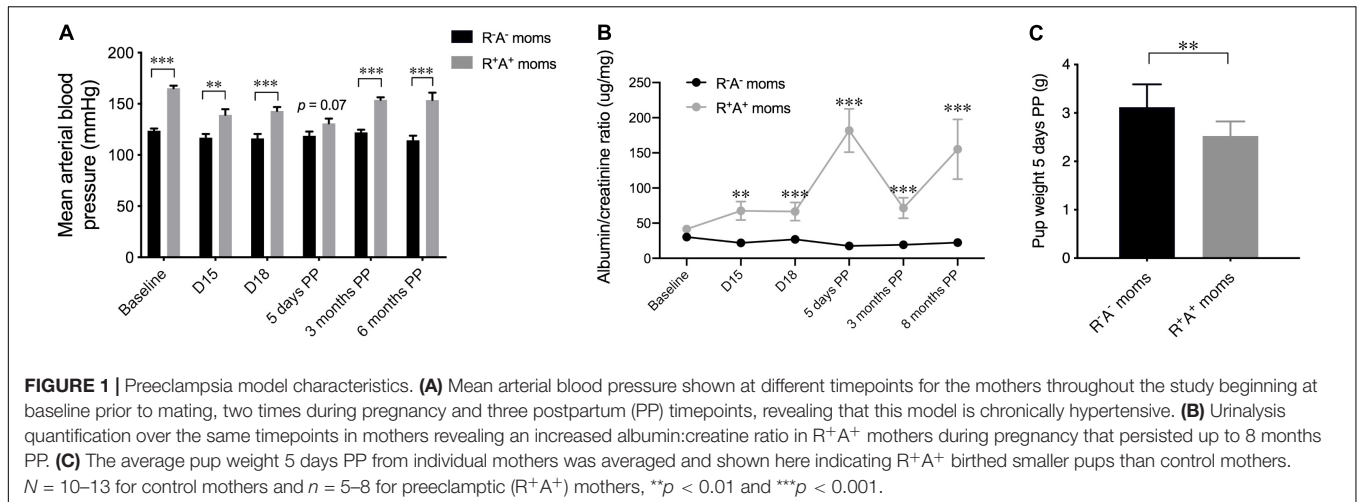 A
R⁻A⁻ moms
R⁺A⁺ moms
Mean arterial blood
pressure (mmHg)
200
150
100
50
0
***
**
***
p = 0.07
***
***
Baseline
D15
D18
5 days PP
3 months PP
6 months PP
B
R⁻A⁻ moms
R⁺A⁺ moms
Albumin/creatinine ratio (ug/mg)
250
200
150
100
50
0
**
***
***
***
***
Baseline
D15
D18
5 days PP
3 months PP
8 months PP
C
**
Pup weight 5 days PP (g)
4
3
2
1
0
R⁻A⁻ moms
R⁺A⁺ moms
FIGURE 1 | Preeclampsia model characteristics. (A) Mean arterial blood pressure shown at different timepoints for the mothers throughout the study beginning at
baseline prior to mating, two times during pregnancy and three postpartum (PP) timepoints, revealing that this model is chronically hypertensive. (B) Urinalysis
quantification over the same timepoints in mothers revealing an increased albumin:creatine ratio in R⁺A⁺ mothers during pregnancy that persisted up to 8 months
PP. (C) The average pup weight 5 days PP from individual mothers was averaged and shown here indicating R⁺A⁺ birthed smaller pups than control mothers.
N = 10–13 for control mothers and n = 5–8 for preeclamptic (R⁺A⁺) mothers, **p < 0.01 and ***p < 0.001.